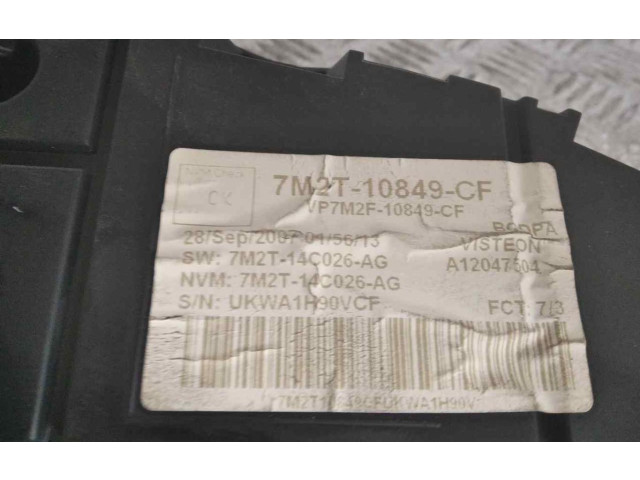 7M2T-10849-CF
VP7M2F-10849-CF
28/Sep/2007 01/56/13
VISTEON
SW: 7M2T-14C026-AG
A12047504
NVM: 7M2T-14C026-AG
S/N: UKWA1H90VCF
FCT: 7/3